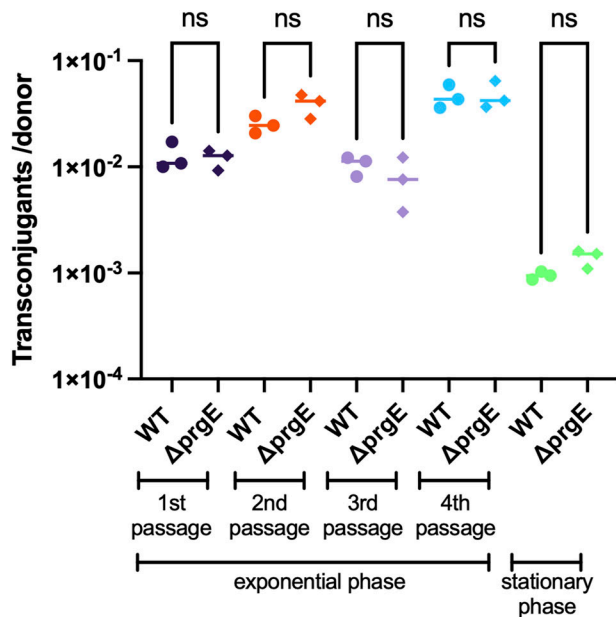 ns ns ns ns ns
Transconjugants /donor
1×10⁻¹
1×10⁻²
1×10⁻³
1×10⁻⁴
WT ΔprgE WT ΔprgE WT ΔprgE WT ΔprgE WT ΔprgE
1st 2nd 3rd 4th
passage passage passage passage
exponential phase stationary
phase